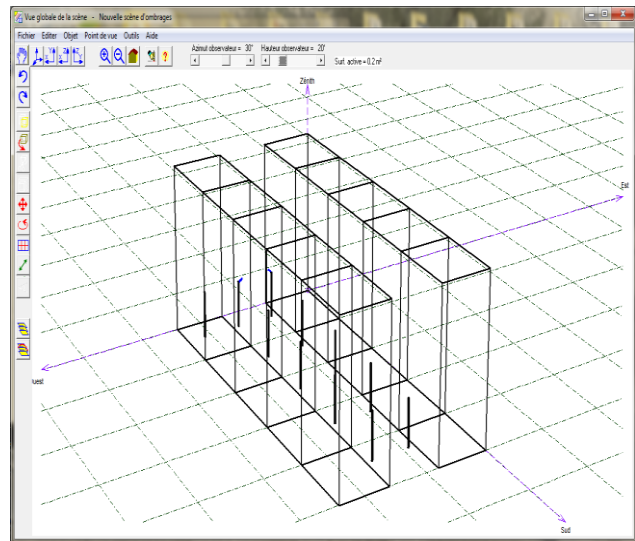 Vue globale de la scène - Nouvelle scène d'ombrages
Fichier Editer Objet Point de vue Outils Aide
Azimut observateur = 30° Hauteur observateur = 20°
Surf. active = 0.2 m²
Zénith
Est
uest
Sud